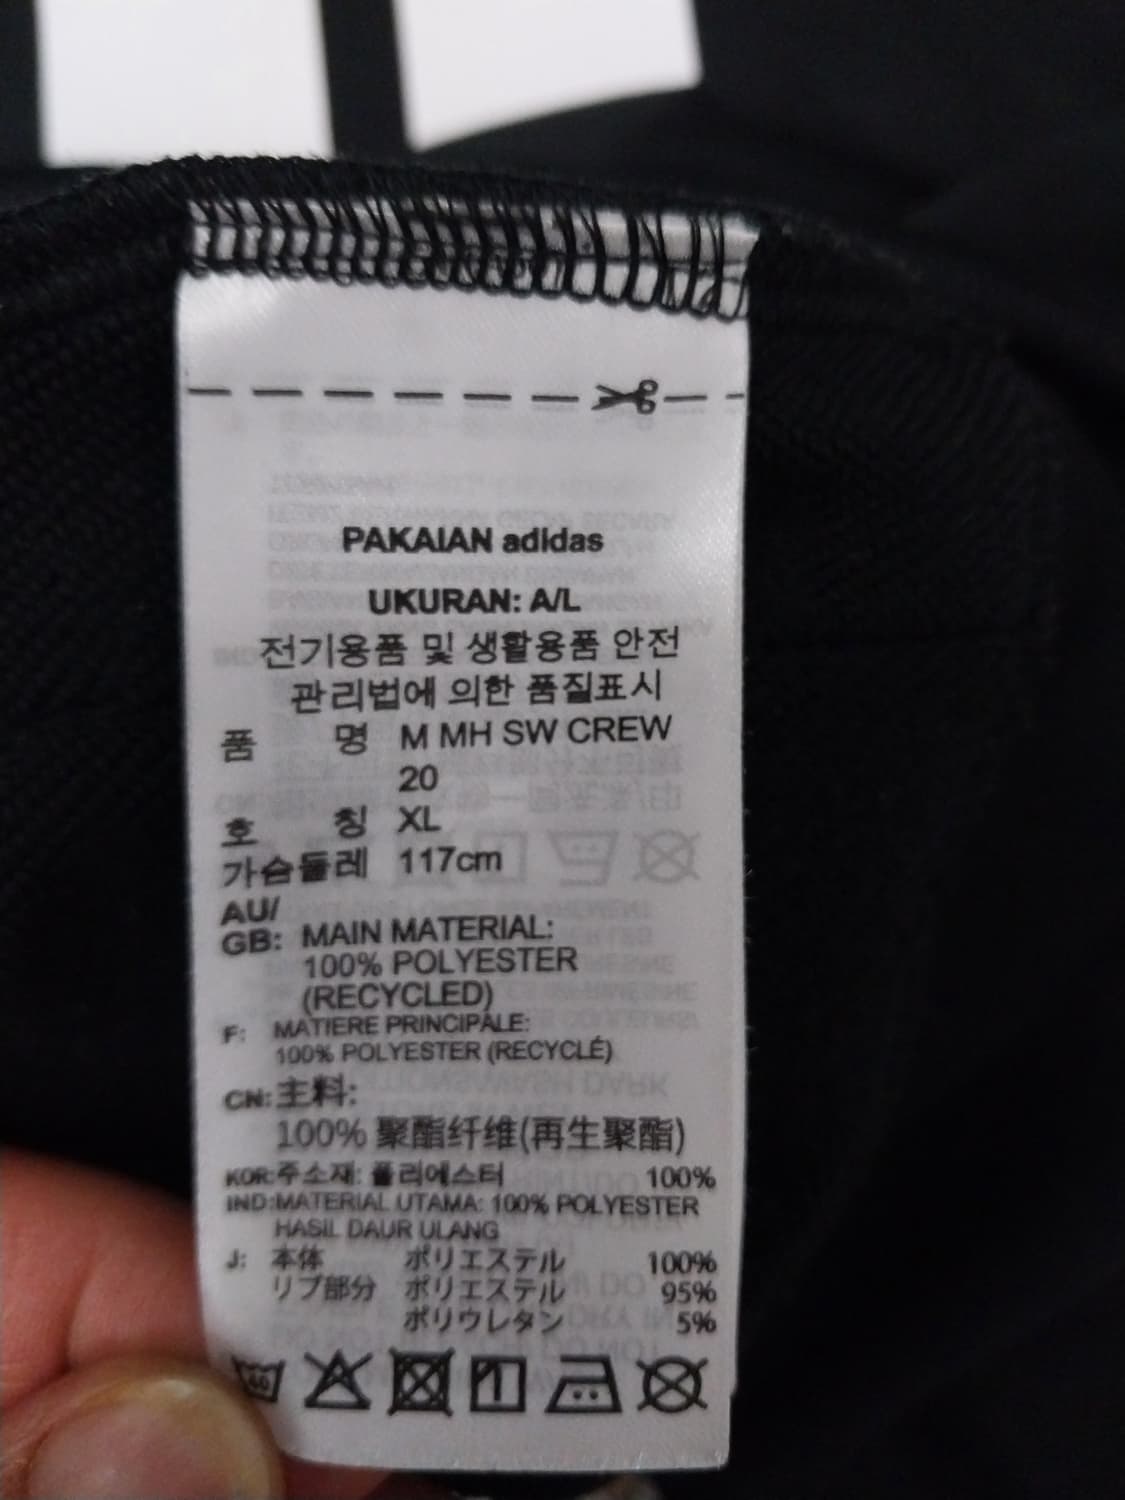 PAKAIAN adidas
UKURAN: A/L
전기용품 및 생활용품 안전
관리법에 의한 품질표시
품 명 M MH SW CREW
20
호 칭 XL
가슴둘레 117cm
AU/
GB: MAIN MATERIAL:
100% POLYESTER
(RECYCLED)
F: MATIERE PRINCIPALE:
100% POLYESTER (RECYCLÉ)
CN: 主料:
100% 聚酯纤维(再生聚酯)
KOR: 주소재: 폴리에스터 100%
IND: MATERIAL UTAMA: 100% POLYESTER
HASIL DAUR ULANG
J: 本体 ポリエステル 100%
リブ部分 ポリエステル 95%
ポリウレタン 5%